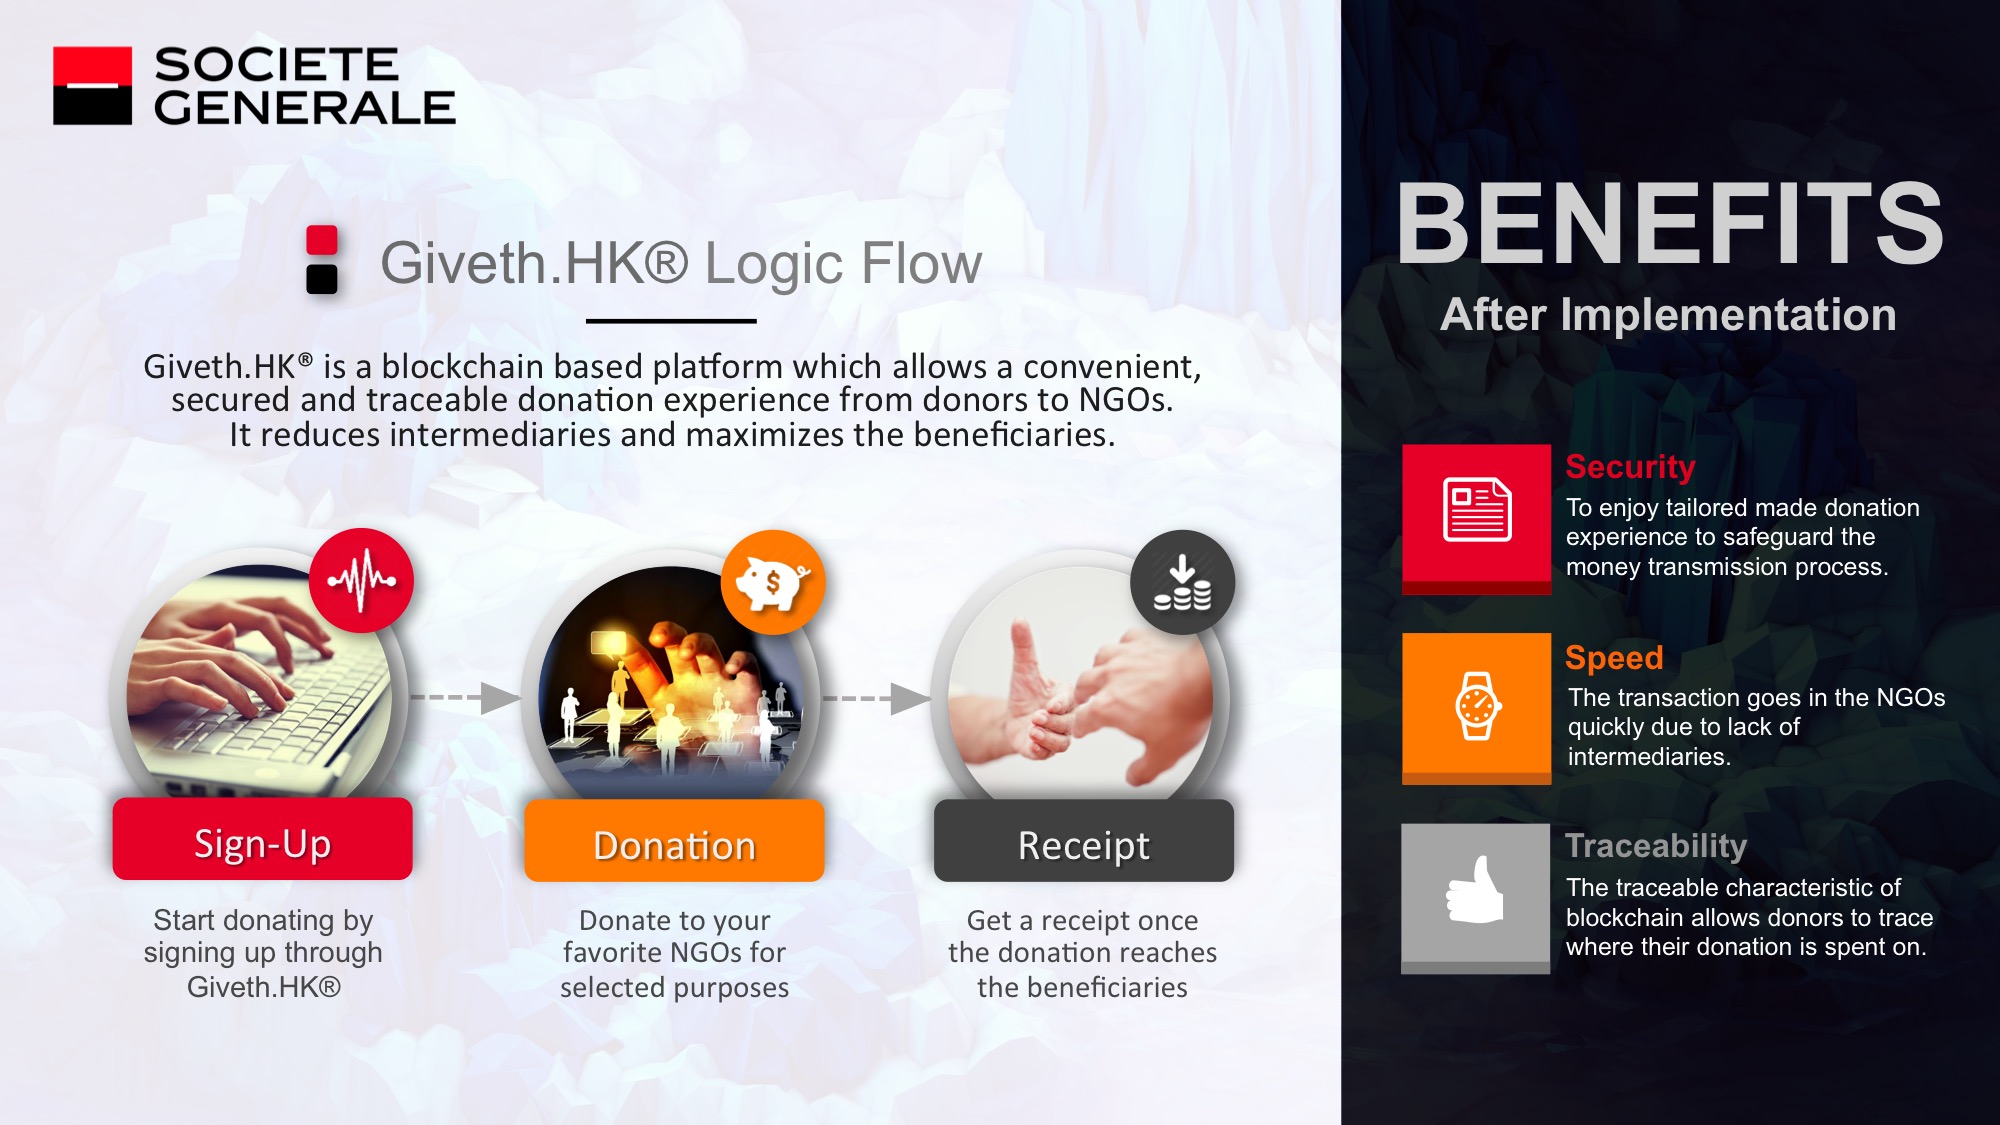 SOCIETE
GENERALE
Giveth.HK® Logic Flow
Giveth.HK® is a blockchain based platform which allows a convenient,
secured and traceable donation experience from donors to NGOs.
It reduces intermediaries and maximizes the beneficiaries.
$
Sign-Up
Start donating by
signing up through
Giveth.HK®
Donation
Donate to your
favorite NGOs for
selected purposes
Receipt
Get a receipt once
the donation reaches
the beneficiaries
BENEFITS
After Implementation
Security
To enjoy tailored made donation
experience to safeguard the
money transmission process.
Speed
The transaction goes in the NGOs
quickly due to lack of
intermediaries.
Traceability
The traceable characteristic of
blockchain allows donors to trace
where their donation is spent on.